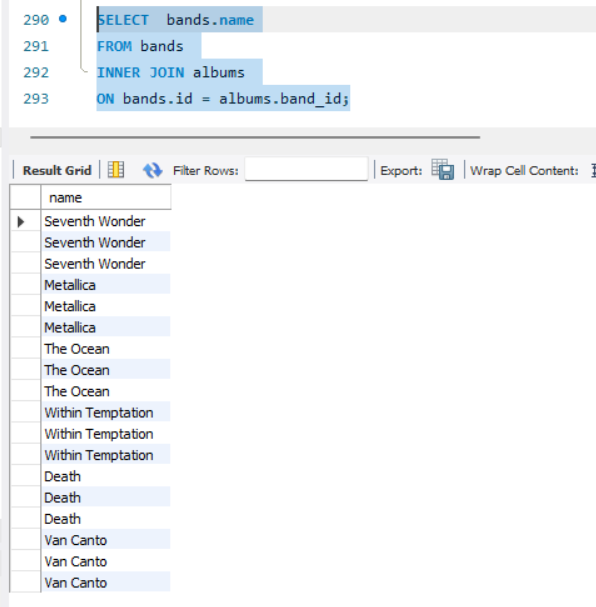 290 SELECT bands.name
291 FROM bands
292 INNER JOIN albums
293 ON bands.id = albums.band_id;
Result Grid Filter Rows: Export: Wrap Cell Content:
name
Seventh Wonder
Seventh Wonder
Seventh Wonder
Metallica
Metallica
Metallica
The Ocean
The Ocean
The Ocean
Within Temptation
Within Temptation
Within Temptation
Death
Death
Death
Van Canto
Van Canto
Van Canto